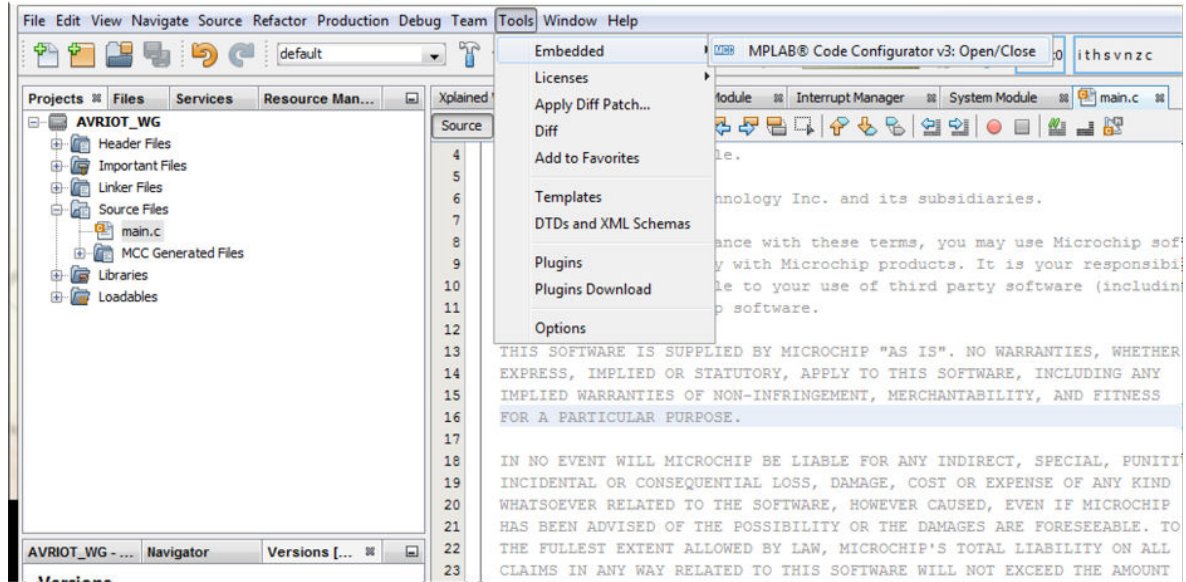 File Edit View Navigate Source Refactor Production Debug Team Tools Window Help
default
:0
ithsvnzc
Embedded
MPLAB® Code Configurator v3: Open/Close
Licenses
Apply Diff Patch...
Diff
Add to Favorites
Templates
DTDs and XML Schemas
Plugins
Plugins Download
Options
Projects Files Services Resource Man...
AVRIOT_WG
Header Files
Important Files
Linker Files
Source Files
main.c
MCC Generated Files
Libraries
Loadables
AVRIOT_WG - ... Navigator Versions [...
Versions
Xplained Module Interrupt Manager System Module main.c
Source
4 le.
5
6 hnology Inc. and its subsidiaries.
7
8 ance with these terms, you may use Microchip sof
9 y with Microchip products. It is your responsibi
10 le to your use of third party software (includin
11 p software.
12
13 THIS SOFTWARE IS SUPPLIED BY MICROCHIP "AS IS". NO WARRANTIES, WHETHER
14 EXPRESS, IMPLIED OR STATUTORY, APPLY TO THIS SOFTWARE, INCLUDING ANY
15 IMPLIED WARRANTIES OF NON-INFRINGEMENT, MERCHANTABILITY, AND FITNESS
16 FOR A PARTICULAR PURPOSE.
17
18 IN NO EVENT WILL MICROCHIP BE LIABLE FOR ANY INDIRECT, SPECIAL, PUNITI
19 INCIDENTAL OR CONSEQUENTIAL LOSS, DAMAGE, COST OR EXPENSE OF ANY KIND
20 WHATSOEVER RELATED TO THE SOFTWARE, HOWEVER CAUSED, EVEN IF MICROCHIP
21 HAS BEEN ADVISED OF THE POSSIBILITY OR THE DAMAGES ARE FORESEEABLE. TO
22 THE FULLEST EXTENT ALLOWED BY LAW, MICROCHIP'S TOTAL LIABILITY ON ALL
23 CLAIMS IN ANY WAY RELATED TO THIS SOFTWARE WILL NOT EXCEED THE AMOUNT